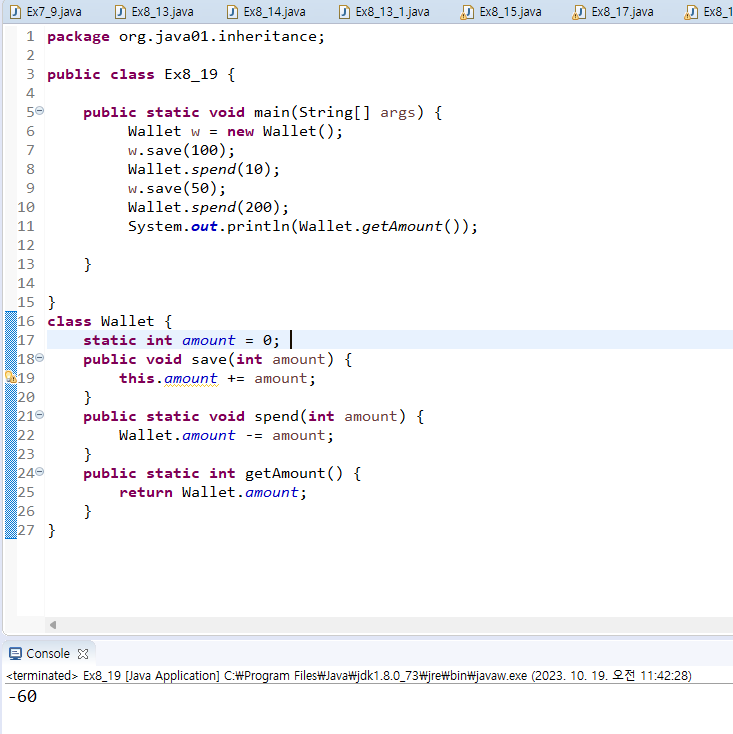 Ex7_9.java Ex8_13.java Ex8_14.java Ex8_13_1.java Ex8_15.java Ex8_17.java Ex8_1
1 package org.java01.inheritance;
2
3 public class Ex8_19 {
4
5 public static void main(String[] args) {
6 Wallet w = new Wallet();
7 w.save(100);
8 Wallet.spend(10);
9 w.save(50);
10 Wallet.spend(200);
11 System.out.println(Wallet.getAmount());
12
13 }
14
15 }
16 class Wallet {
17 static int amount = 0;
18 public void save(int amount) {
19 this.amount += amount;
20 }
21 public static void spend(int amount) {
22 Wallet.amount -= amount;
23 }
24 public static int getAmount() {
25 return Wallet.amount;
26 }
27 }
Console
<terminated> Ex8_19 [Java Application] C:₩Program Files₩Java₩jdk1.8.0_73₩jre₩bin₩javaw.exe (2023. 10. 19. 오전 11:42:28)
-60